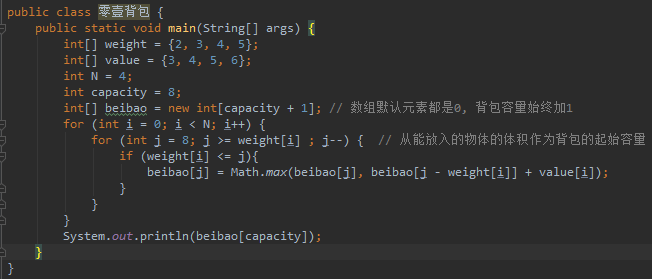 public class 零壹背包 {
    public static void main(String[] args) {
        int[] weight = {2, 3, 4, 5};
        int[] value = {3, 4, 5, 6};
        int N = 4;
        int capacity = 8;
        int[] beibao = new int[capacity + 1]; // 数组默认元素都是0, 背包容量始终加1
        for (int i = 0; i < N; i++) {
            for (int j = 8; j >= weight[i] ; j--) {  // 从能放入的物体的体积作为背包的起始容量
                if (weight[i] <= j){
                    beibao[j] = Math.max(beibao[j], beibao[j - weight[i]] + value[i]);
                }
            }
        }
        System.out.println(beibao[capacity]);
    }
}